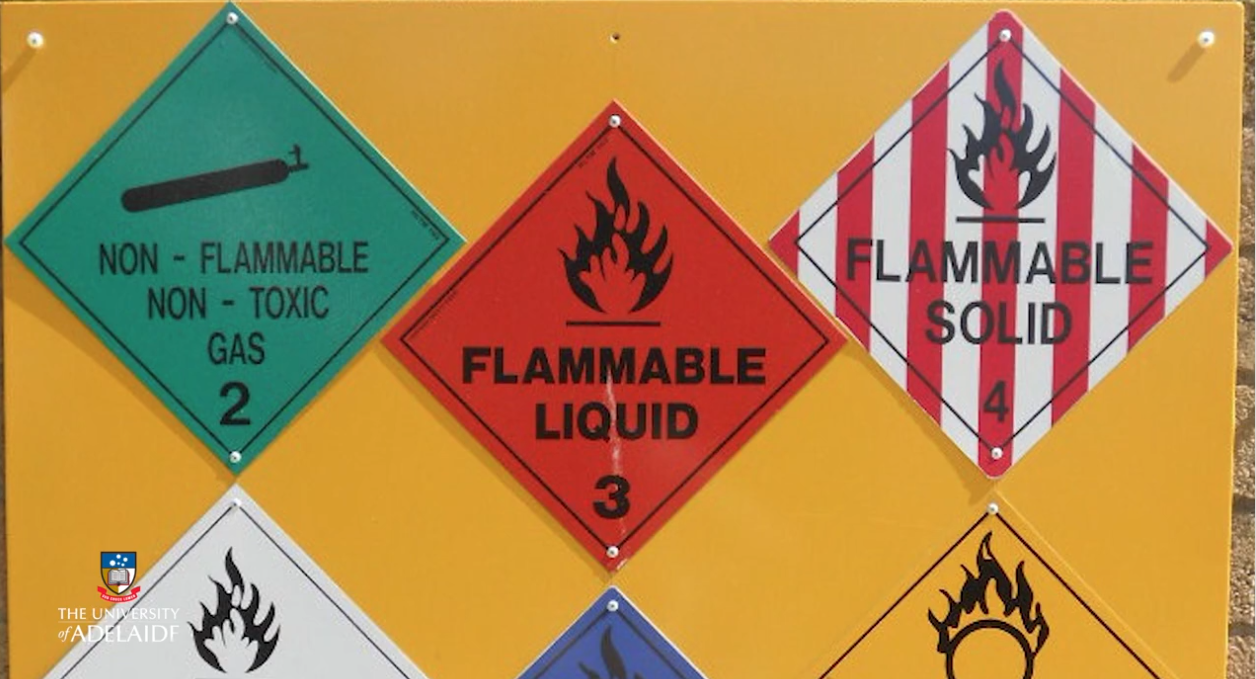 NON - FLAMMABLE
NON - TOXIC
GAS
2
FLAMMABLE
LIQUID
3
FLAMMABLE
SOLID
4
THE UNIVERSITY
of ADELAIDE